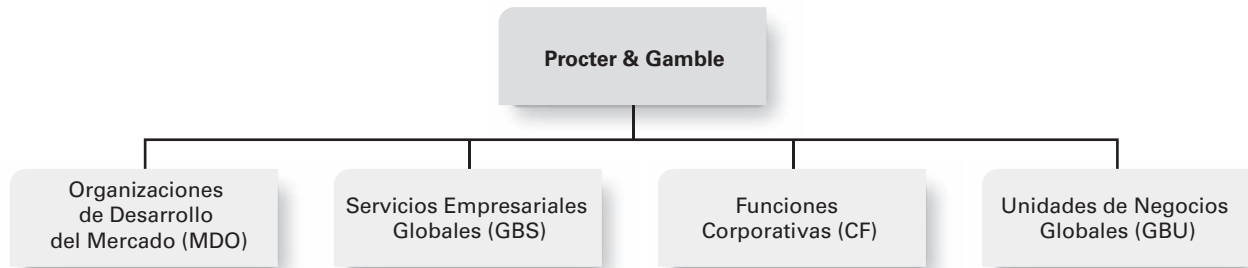 Procter & Gamble
Organizaciones
de Desarrollo
del Mercado (MDO)
Servicios Empresariales
Globales (GBS)
Funciones
Corporativas (CF)
Unidades de Negocios
Globales (GBU)